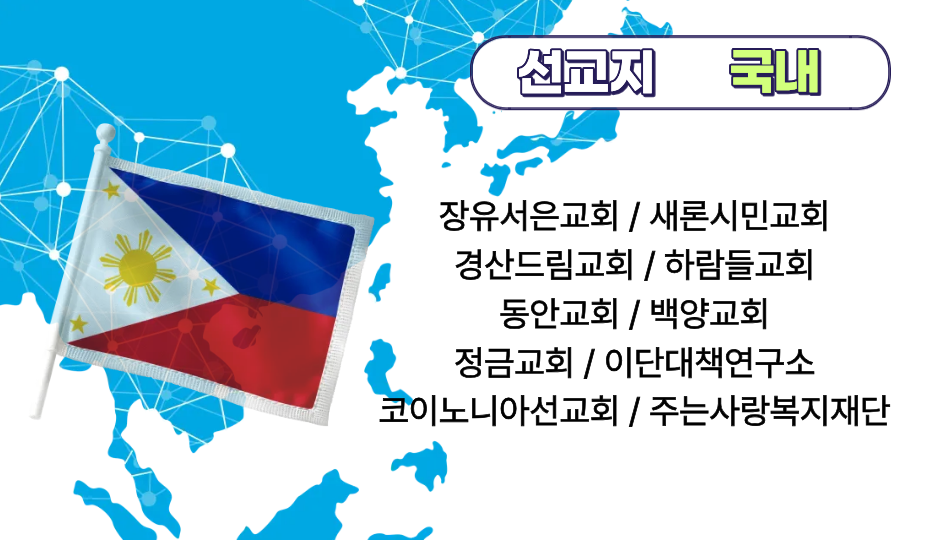 선교지 국내
장유서은교회 / 새론시민교회
경산드림교회 / 하람들교회
동안교회 / 백양교회
정금교회 / 이단대책연구소
코이노니아선교회 / 주는사랑복지재단